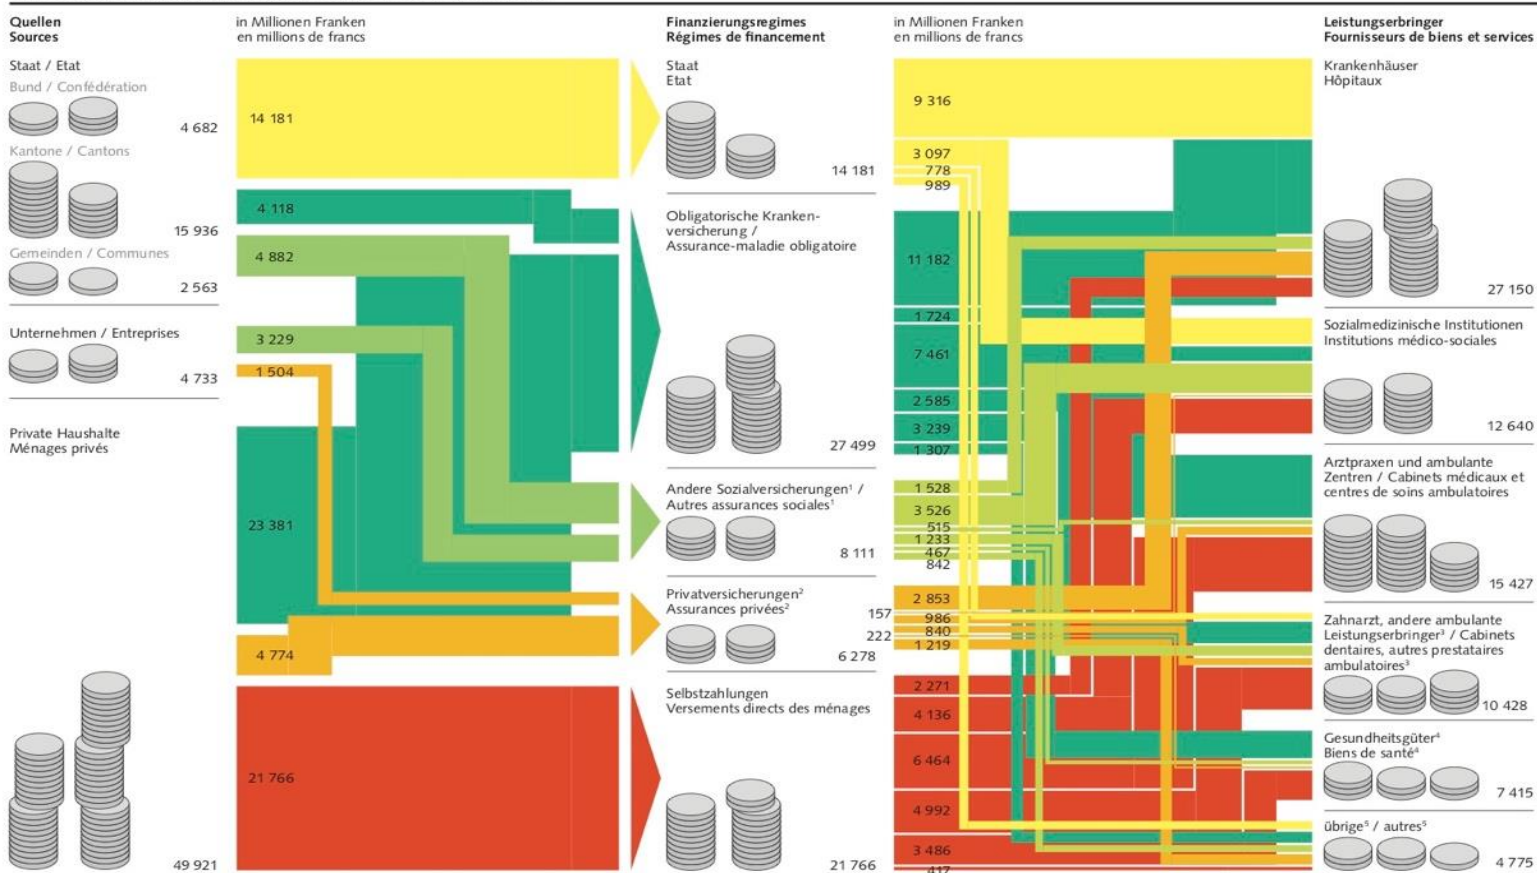 Quellen
Sources
Staat / Etat
Bund / Confédération
4 682
Kantone / Cantons
15 936
Gemeinden / Communes
2 563
Unternehmen / Entreprises
4 733
Private Haushalte
Ménages privés
49 921
in Millionen Franken
en millions de francs
14 181
4 118
4 882
3 229
1 504
23 381
4 774
21 766
Finanzierungsregimes
Régimes de financement
Staat
Etat
14 181
Obligatorische Kranken-
versicherung /
Assurance-maladie obligatoire
27 499
Andere Sozialversicherungen¹ /
Autres assurances sociales¹
8 111
Privatversicherungen²
Assurances privées²
6 278
Selbstzahlungen
Versements directs des ménages
21 766
in Millionen Franken
en millions de francs
9 316
3 097
778
989
11 182
1 724
7 461
2 585
3 239
1 307
1 528
3 526
515
1 233
467
842
2 853
157
986
840
222
1 219
2 271
4 136
6 464
4 992
3 486
417
Leistungserbringer
Fournisseurs de biens et services
Krankenhäuser
Hôpitaux
27 150
Sozialmedizinische Institutionen
Institutions médico-sociales
12 640
Arztpraxen und ambulante
Zentren / Cabinets médicaux et
centres de soins ambulatoires
15 427
Zahnarzt, andere ambulante
Leistungserbringer³ / Cabinets
dentaires, autres prestataires
ambulatoires³
10 428
Gesundheitsgüter⁴
Biens de santé⁴
7 415
übrige⁵ / autres⁵
4 775